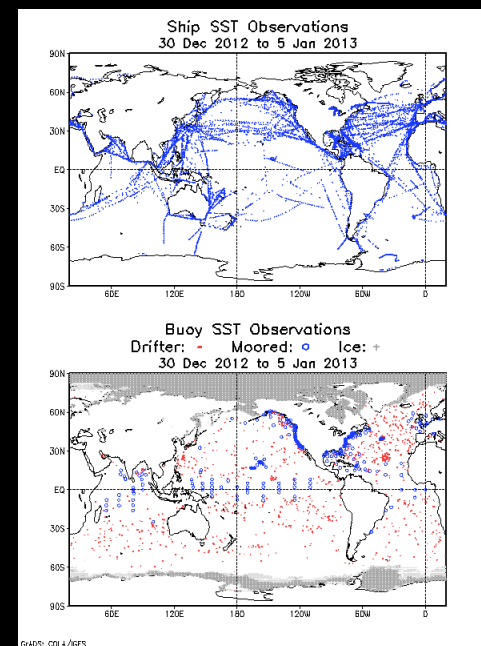 Ship SST Observations
30 Dec 2012 to 5 Jan 2013
90N
60N
30N
EQ
30S
60S
90S
60E 120E 180 120W 60W 0
Buoy SST Observations
Drifter: - Moored: o Ice: +
30 Dec 2012 to 5 Jan 2013
90N
60N
30N
EQ
30S
60S
90S
60E 120E 180 120W 60W 0
GrADS: COLA/IGES